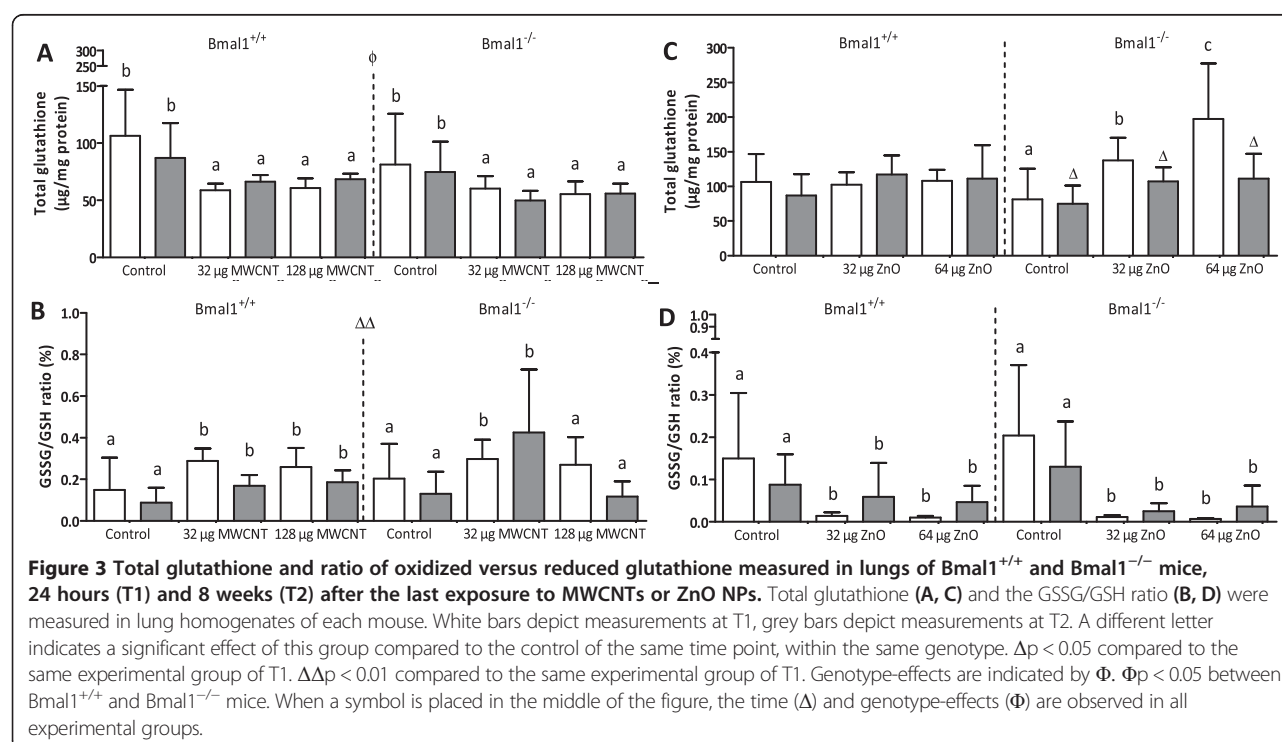 A
Bmal1+/+
Bmal1-/-
Total glutathione
(µg/mg protein)
300
250
150
100
50
0
b
b
a
a
a
a
ϕ
b
b
a
a
a
a
Control
32 µg MWCNT
128 µg MWCNT
Control
32 µg MWCNT
128 µg MWCNT
B
Bmal1+/+
Bmal1-/-
GSSG/GSH ratio (%)
1.0
0.8
0.6
0.4
0.2
0.0
a
a
b
b
b
b
ΔΔ
a
a
b
b
a
a
Control
32 µg MWCNT
128 µg MWCNT
Control
32 µg MWCNT
128 µg MWCNT
C
Bmal1+/+
Bmal1-/-
Total glutathione
(µg/mg protein)
300
250
200
150
100
50
0
a
Δ
b
Δ
c
Δ
Control
32 µg ZnO
64 µg ZnO
Control
32 µg ZnO
64 µg ZnO
D
Bmal1+/+
Bmal1-/-
GSSG/GSH ratio (%)
1.0
0.9
0.4
0.3
0.2
0.1
0.0
a
a
b
b
b
b
a
a
b
b
b
b
Control
32 µg ZnO
64 µg ZnO
Control
32 µg ZnO
64 µg ZnO
Figure 3 Total glutathione and ratio of oxidized versus reduced glutathione measured in lungs of Bmal1+/+ and Bmal1−/− mice,
24 hours (T1) and 8 weeks (T2) after the last exposure to MWCNTs or ZnO NPs. Total glutathione (A, C) and the GSSG/GSH ratio (B, D) were
measured in lung homogenates of each mouse. White bars depict measurements at T1, grey bars depict measurements at T2. A different letter
indicates a significant effect of this group compared to the control of the same time point, within the same genotype. Δp < 0.05 compared to the
same experimental group of T1. ΔΔp < 0.01 compared to the same experimental group of T1. Genotype-effects are indicated by Φ. Φp < 0.05 between
Bmal1+/+ and Bmal1−/− mice. When a symbol is placed in the middle of the figure, the time (Δ) and genotype-effects (Φ) are observed in all
experimental groups.